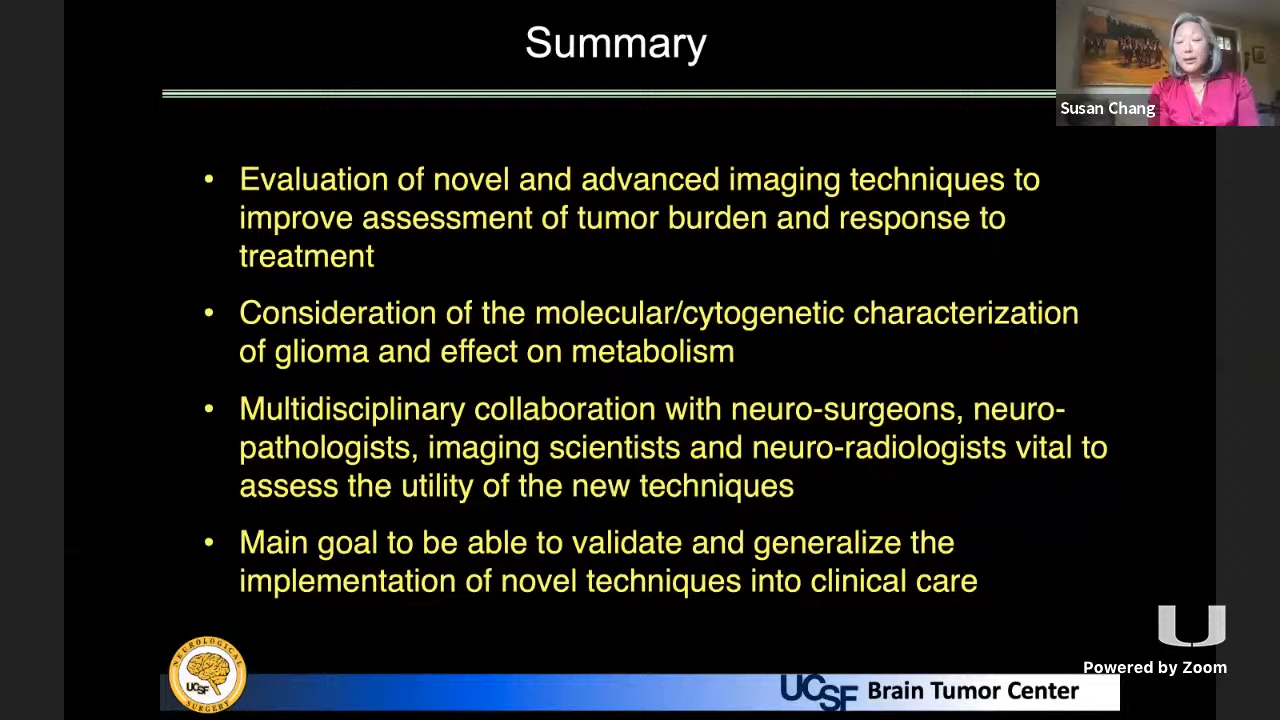 Summary
Susan Chang
• Evaluation of novel and advanced imaging techniques to
improve assessment of tumor burden and response to
treatment
• Consideration of the molecular/cytogenetic characterization
of glioma and effect on metabolism
• Multidisciplinary collaboration with neuro-surgeons, neuro-
pathologists, imaging scientists and neuro-radiologists vital to
assess the utility of the new techniques
• Main goal to be able to validate and generalize the
implementation of novel techniques into clinical care
U
Powered by Zoom
NEUROLOGICAL
UCSF
SURGERY
UCSF Brain Tumor Center